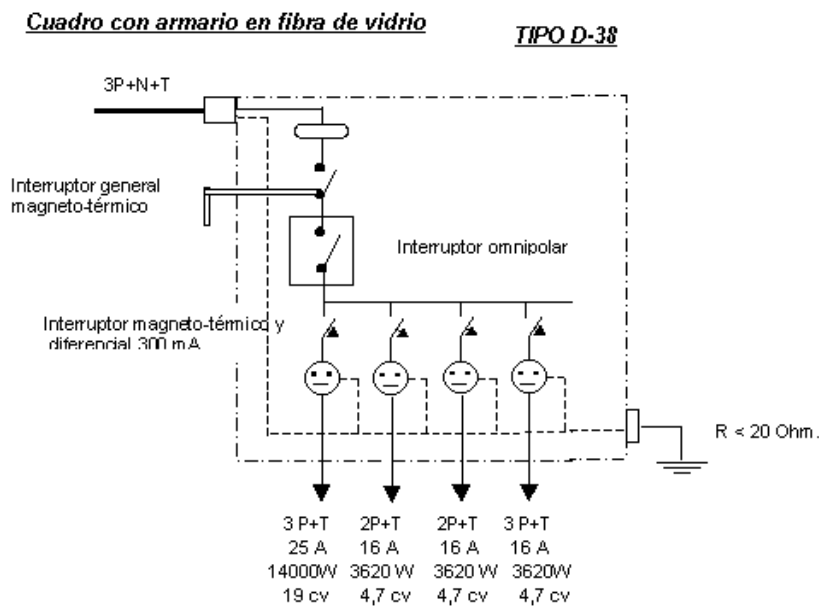 Cuadro con armario en fibra de vidrio
TIPO D-38
3P+N+T
Interruptor general
magneto-térmico
Interruptor omnipolar
Interruptor magneto-térmico y
diferencial 300 mA
R < 20 Ohm.
3 P+T 2P+T 2P+T 3 P+T
25 A 16 A 16 A 16 A
14000W 3620 W 3620 W 3620W
19 cv 4,7 cv 4,7 cv 4,7 cv